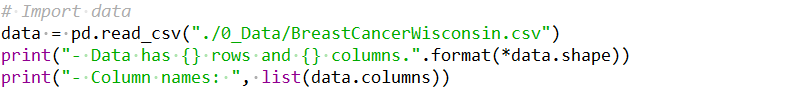 # Import data
data = pd.read_csv("./0_Data/BreastCancerWisconsin.csv")
print("- Data has {} rows and {} columns.".format(*data.shape))
print("- Column names: ", list(data.columns))